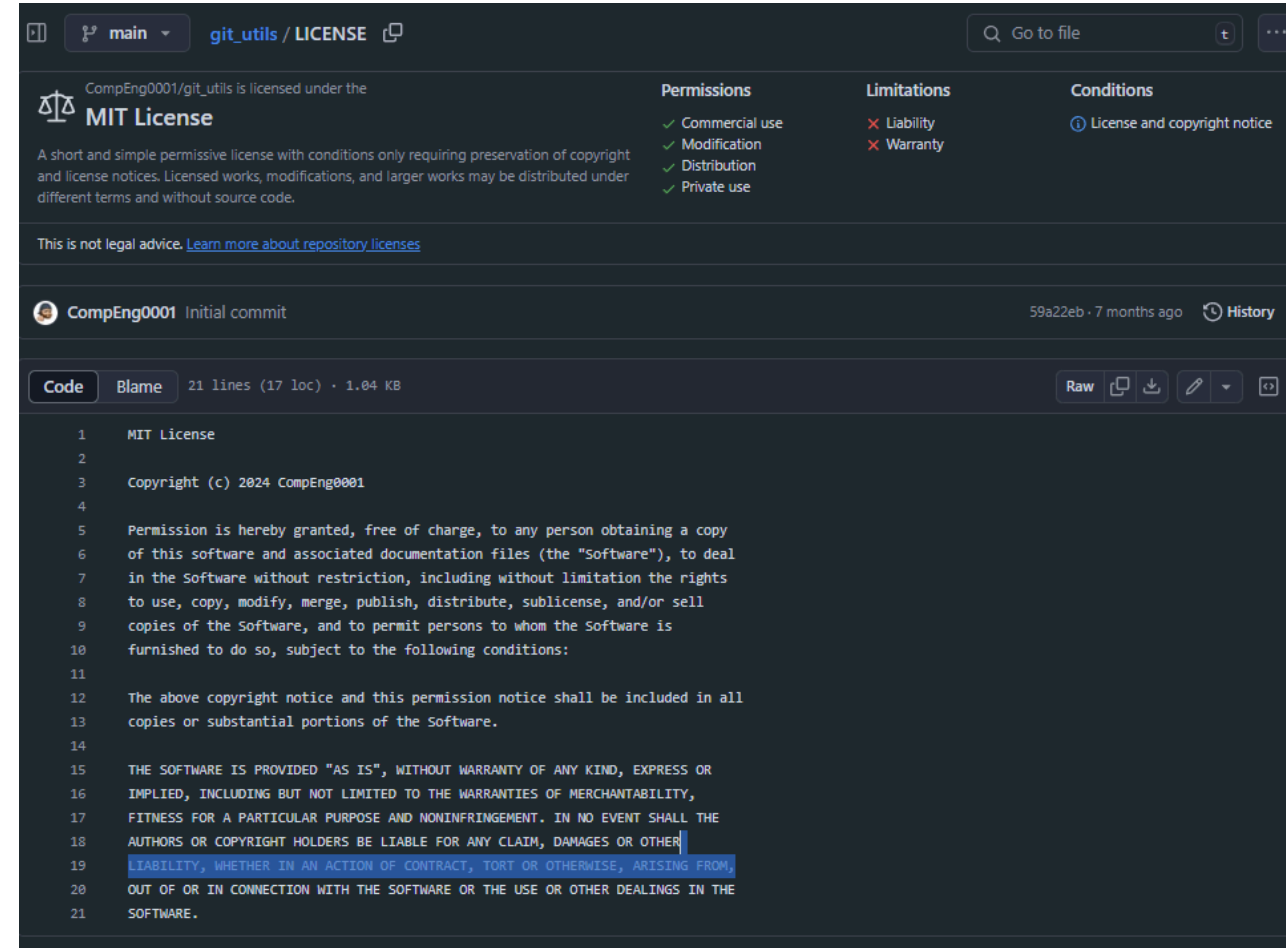 main
git_utils / LICENSE
Go to file
t
CompEng0001/git_utils is licensed under the
MIT License
A short and simple permissive license with conditions only requiring preservation of copyright
and license notices. Licensed works, modifications, and larger works may be distributed under
different terms and without source code.
Permissions
Commercial use
Modification
Distribution
Private use
Limitations
Liability
Warranty
Conditions
License and copyright notice
This is not legal advice. Learn more about repository licenses
CompEng0001 Initial commit
59a22eb · 7 months ago
History
Code
Blame
21 lines (17 loc) · 1.04 KB
Raw
1 MIT License
2
3 Copyright (c) 2024 CompEng0001
4
5 Permission is hereby granted, free of charge, to any person obtaining a copy
6 of this software and associated documentation files (the "Software"), to deal
7 in the Software without restriction, including without limitation the rights
8 to use, copy, modify, merge, publish, distribute, sublicense, and/or sell
9 copies of the Software, and to permit persons to whom the Software is
10 furnished to do so, subject to the following conditions:
11
12 The above copyright notice and this permission notice shall be included in all
13 copies or substantial portions of the Software.
14
15 THE SOFTWARE IS PROVIDED "AS IS", WITHOUT WARRANTY OF ANY KIND, EXPRESS OR
16 IMPLIED, INCLUDING BUT NOT LIMITED TO THE WARRANTIES OF MERCHANTABILITY,
17 FITNESS FOR A PARTICULAR PURPOSE AND NONINFRINGEMENT. IN NO EVENT SHALL THE
18 AUTHORS OR COPYRIGHT HOLDERS BE LIABLE FOR ANY CLAIM, DAMAGES OR OTHER
19 LIABILITY, WHETHER IN AN ACTION OF CONTRACT, TORT OR OTHERWISE, ARISING FROM,
20 OUT OF OR IN CONNECTION WITH THE SOFTWARE OR THE USE OR OTHER DEALINGS IN THE
21 SOFTWARE.